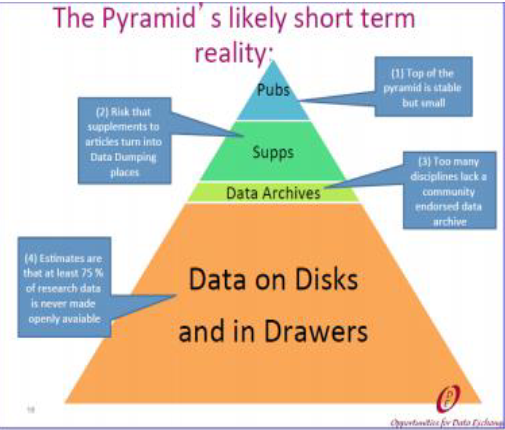 The Pyramid's likely short term
reality:
Pubs
(1) Top of the
pyramid is stable
but small
(2) Risk that
supplements to
articles turn into
Data Dumping
places
Supps
(3) Too many
disciplines lack a
community
endorsed data
archive
Data Archives
(4) Estimates are
that at least 75 %
of research data
is never made
openly avaiable
Data on Disks
and in Drawers
Opportunities for Data Exchange